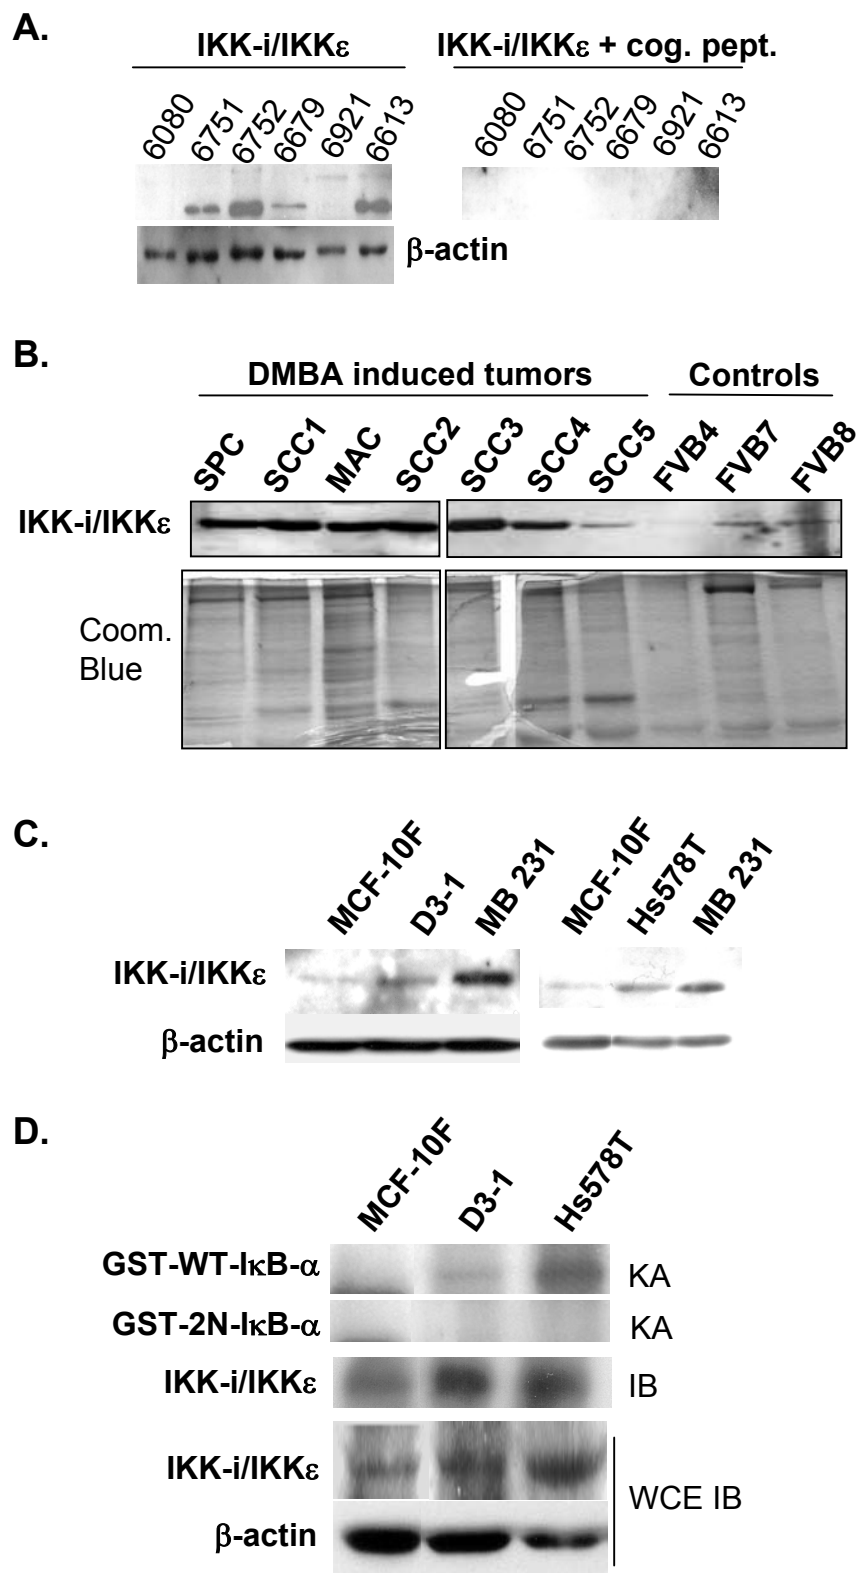 A.
IKK-i/IKKε
IKK-i/IKKε + cog. pept.
6080 6751 6752 6679 6921 6613
6080 6751 6752 6679 6921 6613
β-actin
B.
DMBA induced tumors
Controls
SPC SCC1 MAC SCC2 SCC3 SCC4 SCC5 FVB4 FVB7 FVB8
IKK-i/IKKε
Coom.
Blue
C.
MCF-10F D3-1 MB 231
MCF-10F Hs578T MB 231
IKK-i/IKKε
β-actin
D.
MCF-10F D3-1 Hs578T
GST-WT-IκB-α KA
GST-2N-IκB-α KA
IKK-i/IKKε IB
IKK-i/IKKε
WCE IB
β-actin